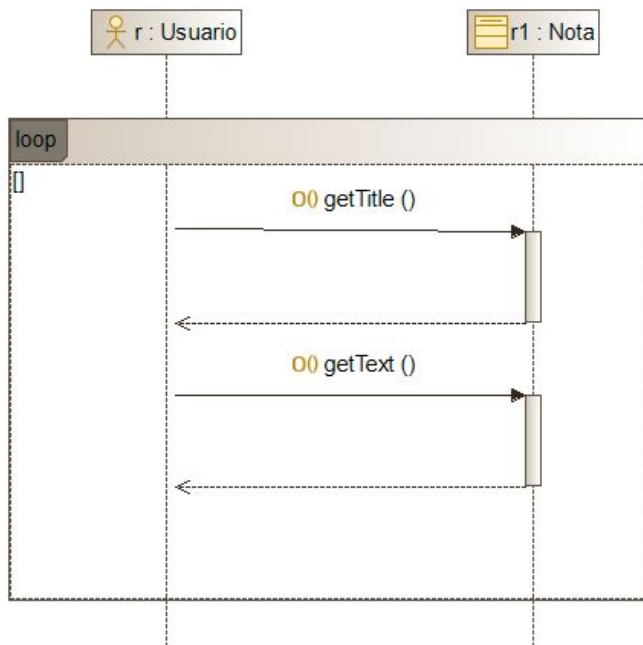 r : Usuario
r1 : Nota
loop
[]
O() getTitle ()
O() getText ()